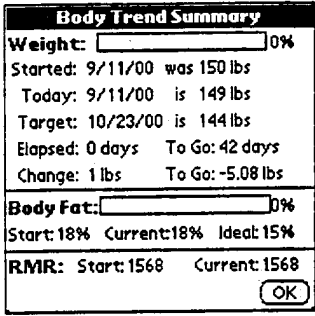 Body Trend Summary
Weight: 0%
Started: 9/11/00 was 150 lbs
Today: 9/11/00 is 149 lbs
Target: 10/23/00 is 144 lbs
Elapsed: 0 days To Go: 42 days
Change: 1 lbs To Go: -5.08 lbs
Body Fat: 0%
Start: 18% Current: 18% Ideal: 15%
RMR: Start: 1568 Current: 1568
OK